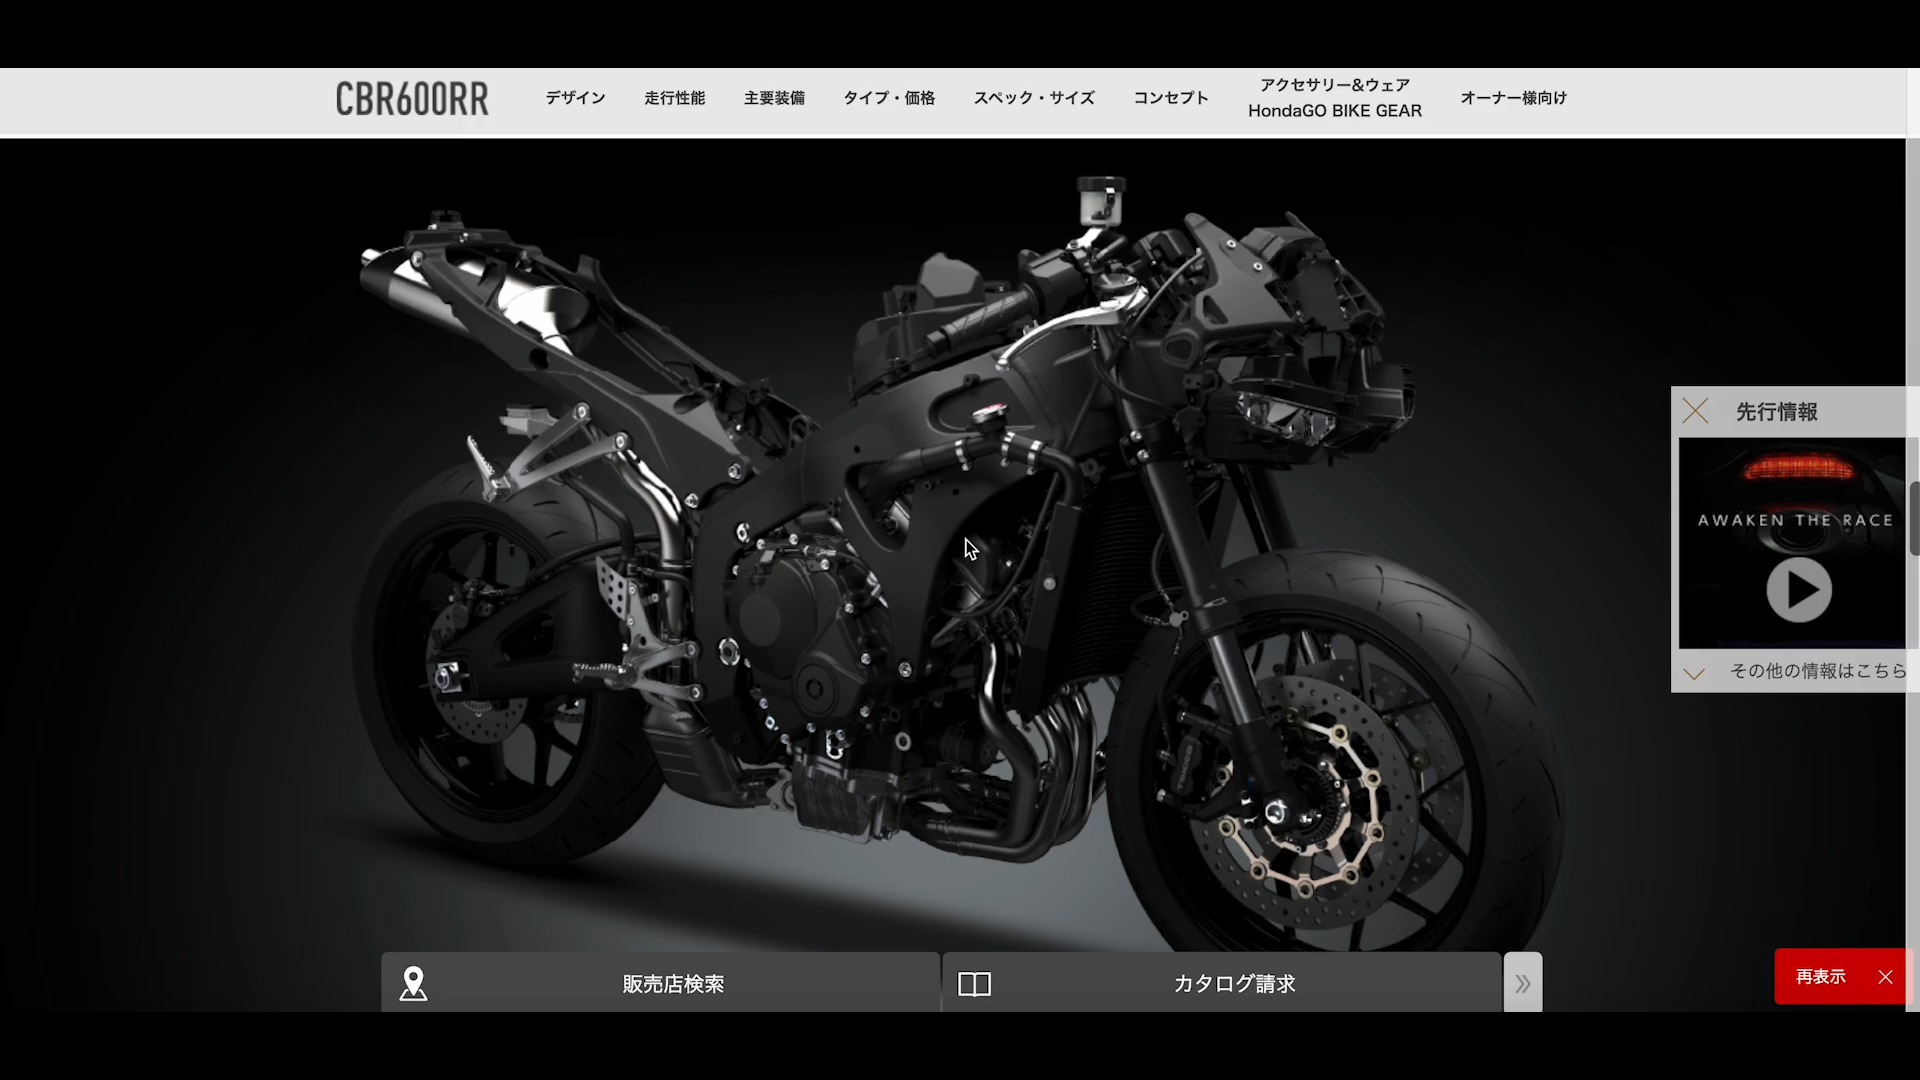 CBR600RR
デザイン
走行性能
主要装備
タイプ・価格
スペック・サイズ
コンセプト
アクセサリー&ウェア
HondaGO BIKE GEAR
オーナー様向け
先行情報
AWAKEN THE RACE
その他の情報はこちら
販売店検索
カタログ請求
再表示